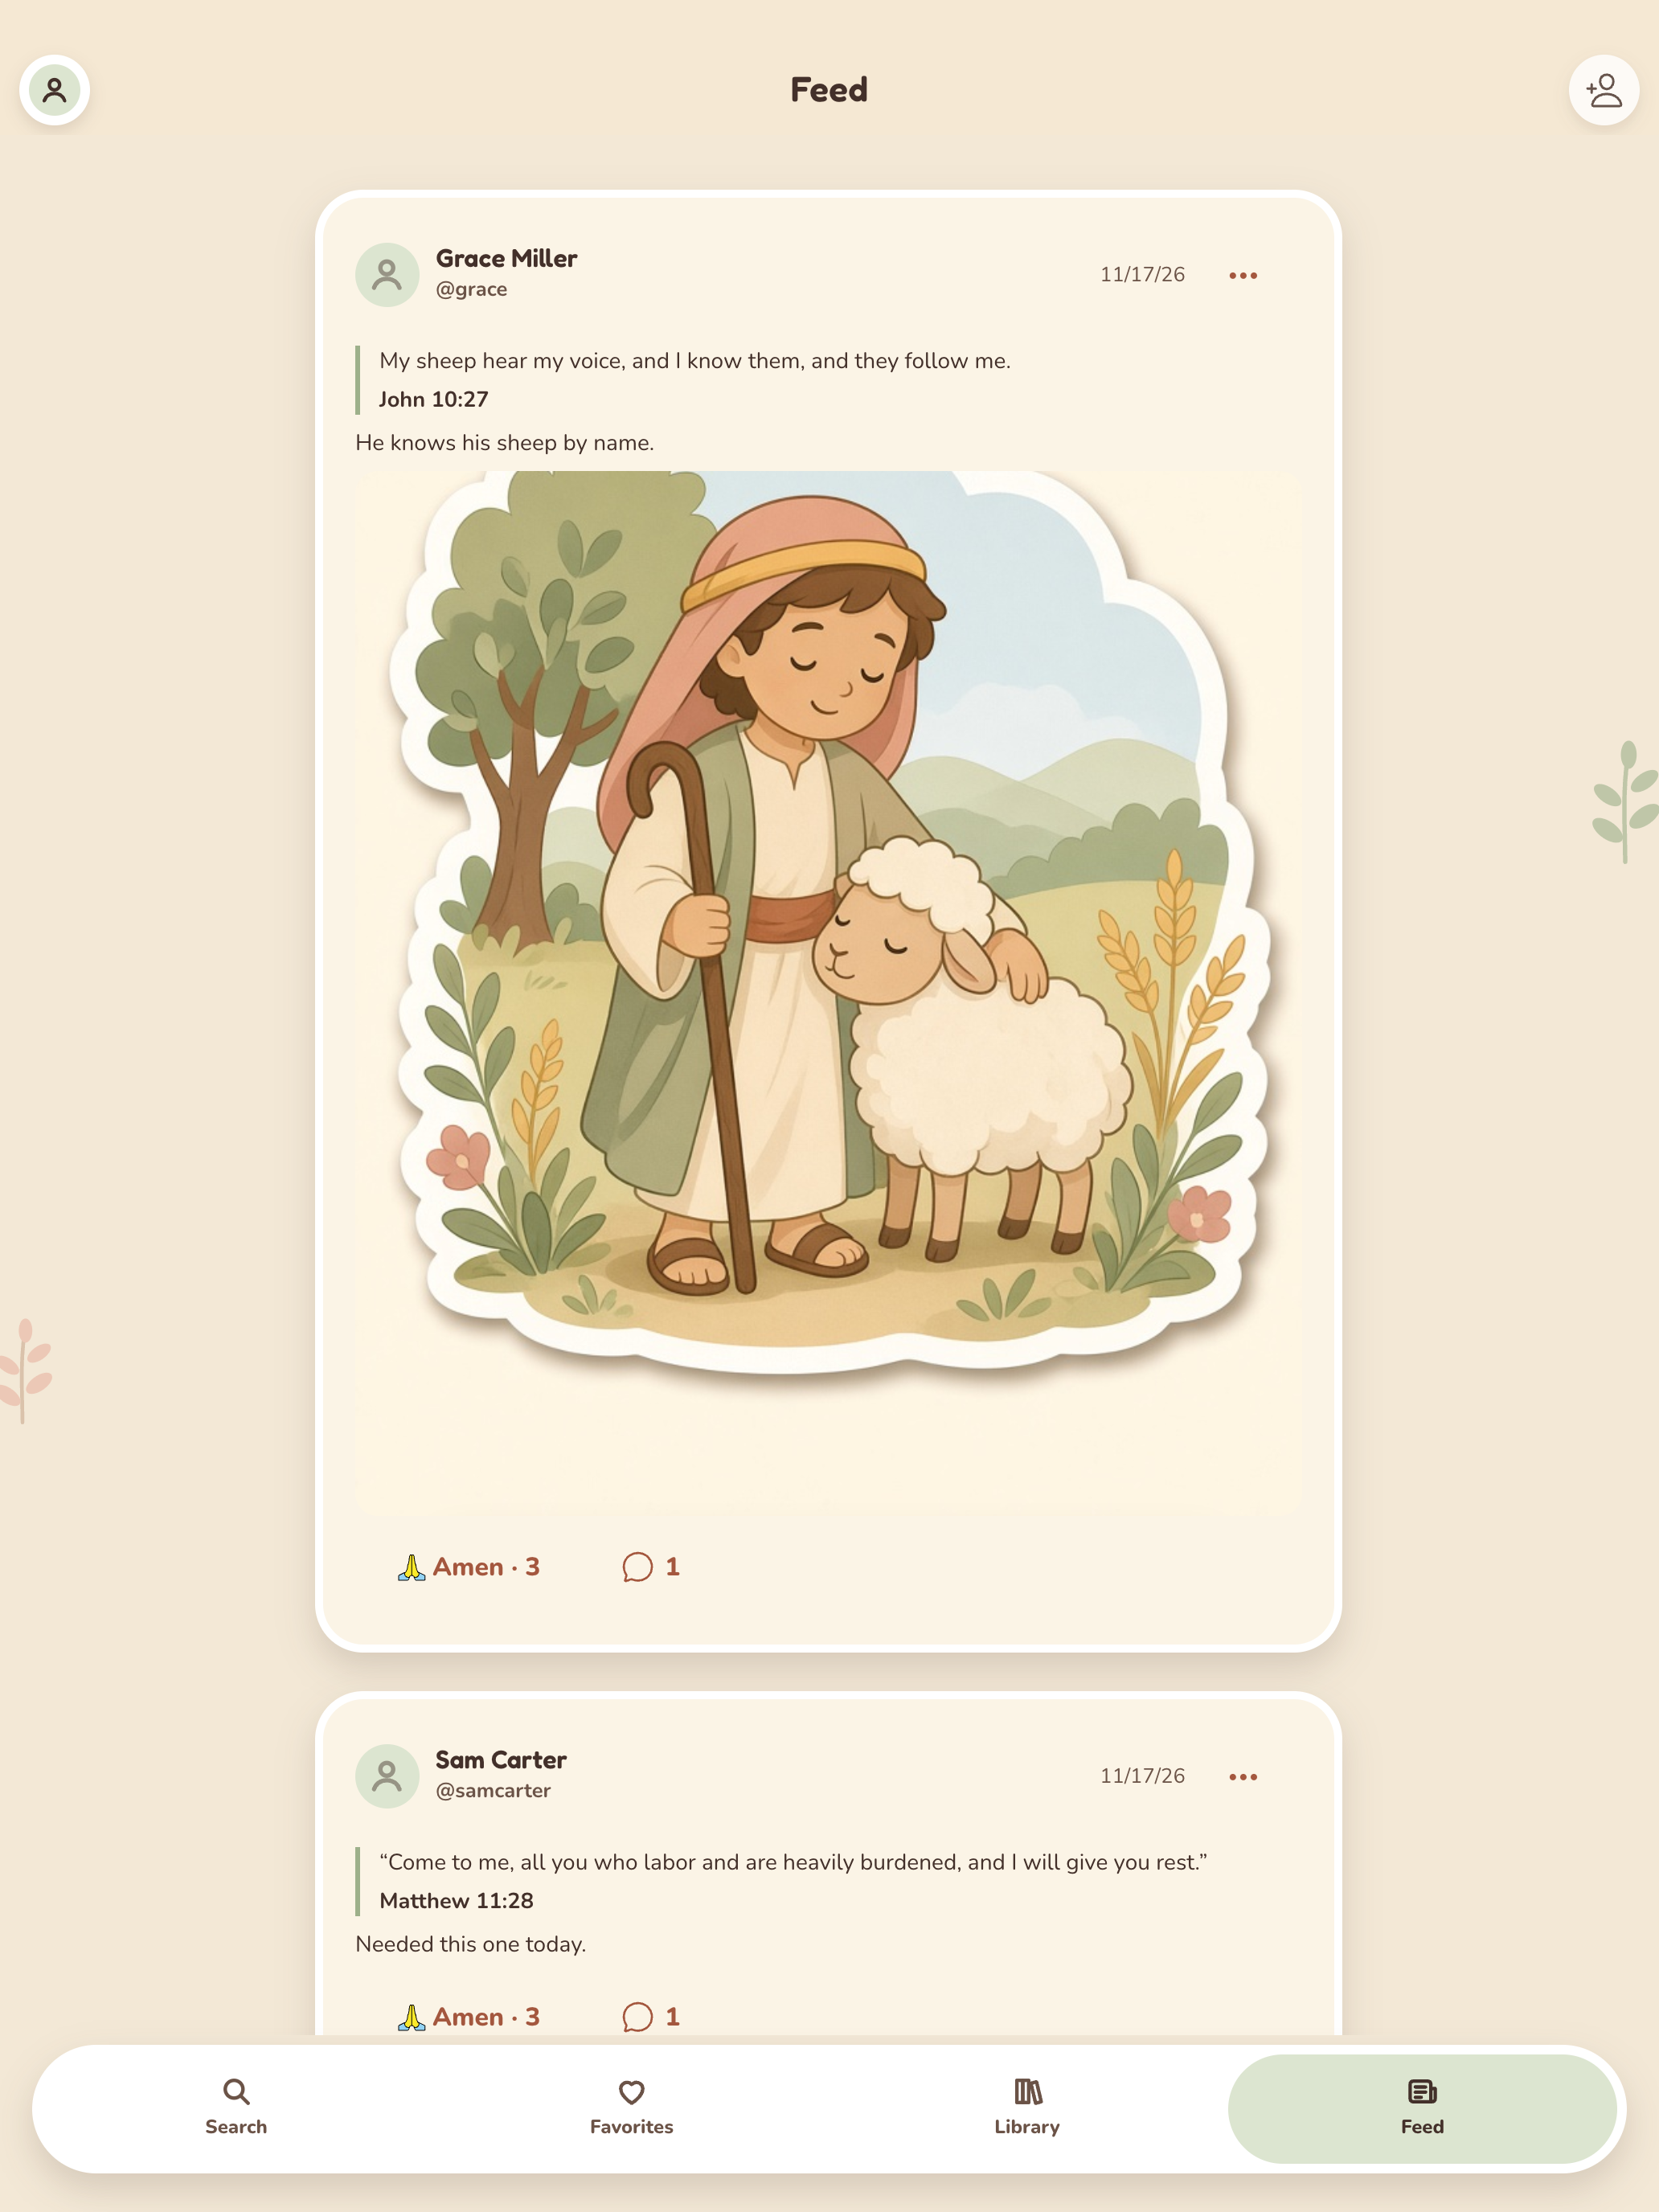 Feed
Grace Miller
@grace
11/17/26
My sheep hear my voice, and I know them, and they follow me.
John 10:27
He knows his sheep by name.
🙏 Amen · 3
1
Sam Carter
@samcarter
11/17/26
“Come to me, all you who labor and are heavily burdened, and I will give you rest.”
Matthew 11:28
Needed this one today.
🙏 Amen · 3
1
Search
Favorites
Library
Feed